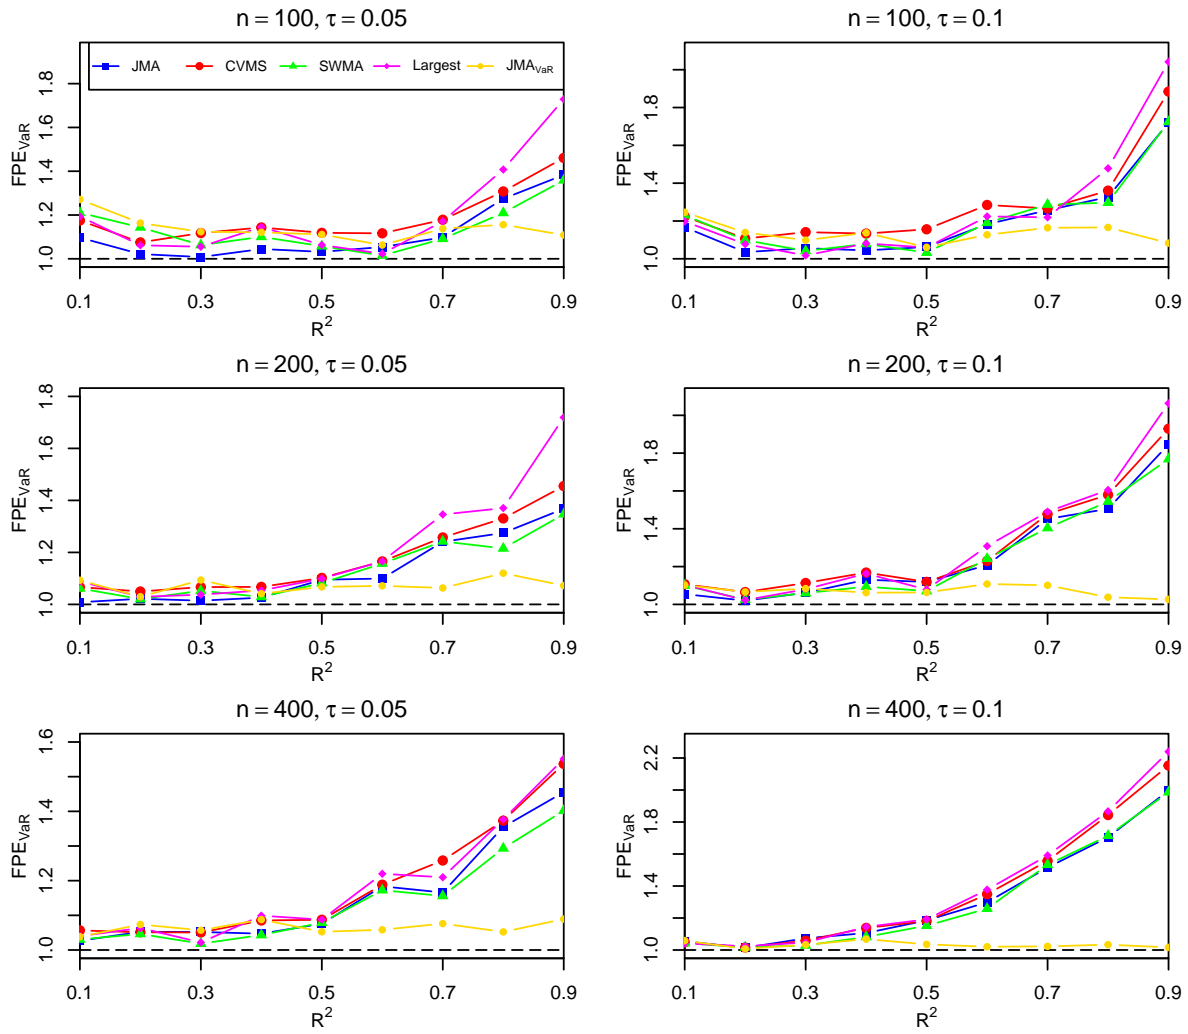 n = 100, τ = 0.05
JMA CVMS SWMA Largest JMA_VaR
FPE_VaR
1.0 1.2 1.4 1.6 1.8
0.1 0.3 0.5 0.7 0.9
R^2
n = 100, τ = 0.1
FPE_VaR
1.0 1.4 1.8
0.1 0.3 0.5 0.7 0.9
R^2
n = 200, τ = 0.05
FPE_VaR
1.0 1.2 1.4 1.6 1.8
0.1 0.3 0.5 0.7 0.9
R^2
n = 200, τ = 0.1
FPE_VaR
1.0 1.4 1.8
0.1 0.3 0.5 0.7 0.9
R^2
n = 400, τ = 0.05
FPE_VaR
1.0 1.2 1.4 1.6
0.1 0.3 0.5 0.7 0.9
R^2
n = 400, τ = 0.1
FPE_VaR
1.0 1.4 1.8 2.2
0.1 0.3 0.5 0.7 0.9
R^2